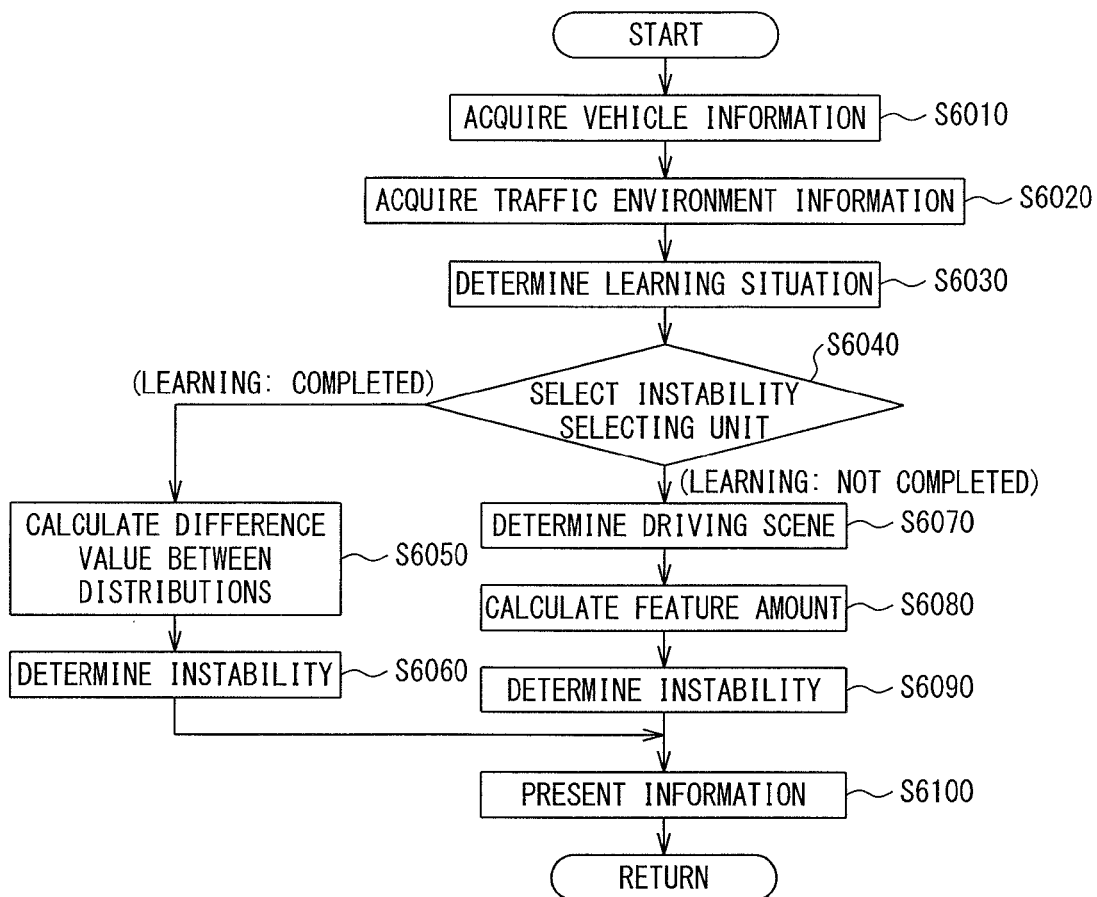 START
ACQUIRE VEHICLE INFORMATION
S6010
ACQUIRE TRAFFIC ENVIRONMENT INFORMATION
S6020
DETERMINE LEARNING SITUATION
S6030
S6040
(LEARNING: COMPLETED)
SELECT INSTABILITY
SELECTING UNIT
(LEARNING: NOT COMPLETED)
CALCULATE DIFFERENCE
VALUE BETWEEN
DISTRIBUTIONS
S6050
DETERMINE INSTABILITY
S6060
DETERMINE DRIVING SCENE
S6070
CALCULATE FEATURE AMOUNT
S6080
DETERMINE INSTABILITY
S6090
PRESENT INFORMATION
S6100
RETURN